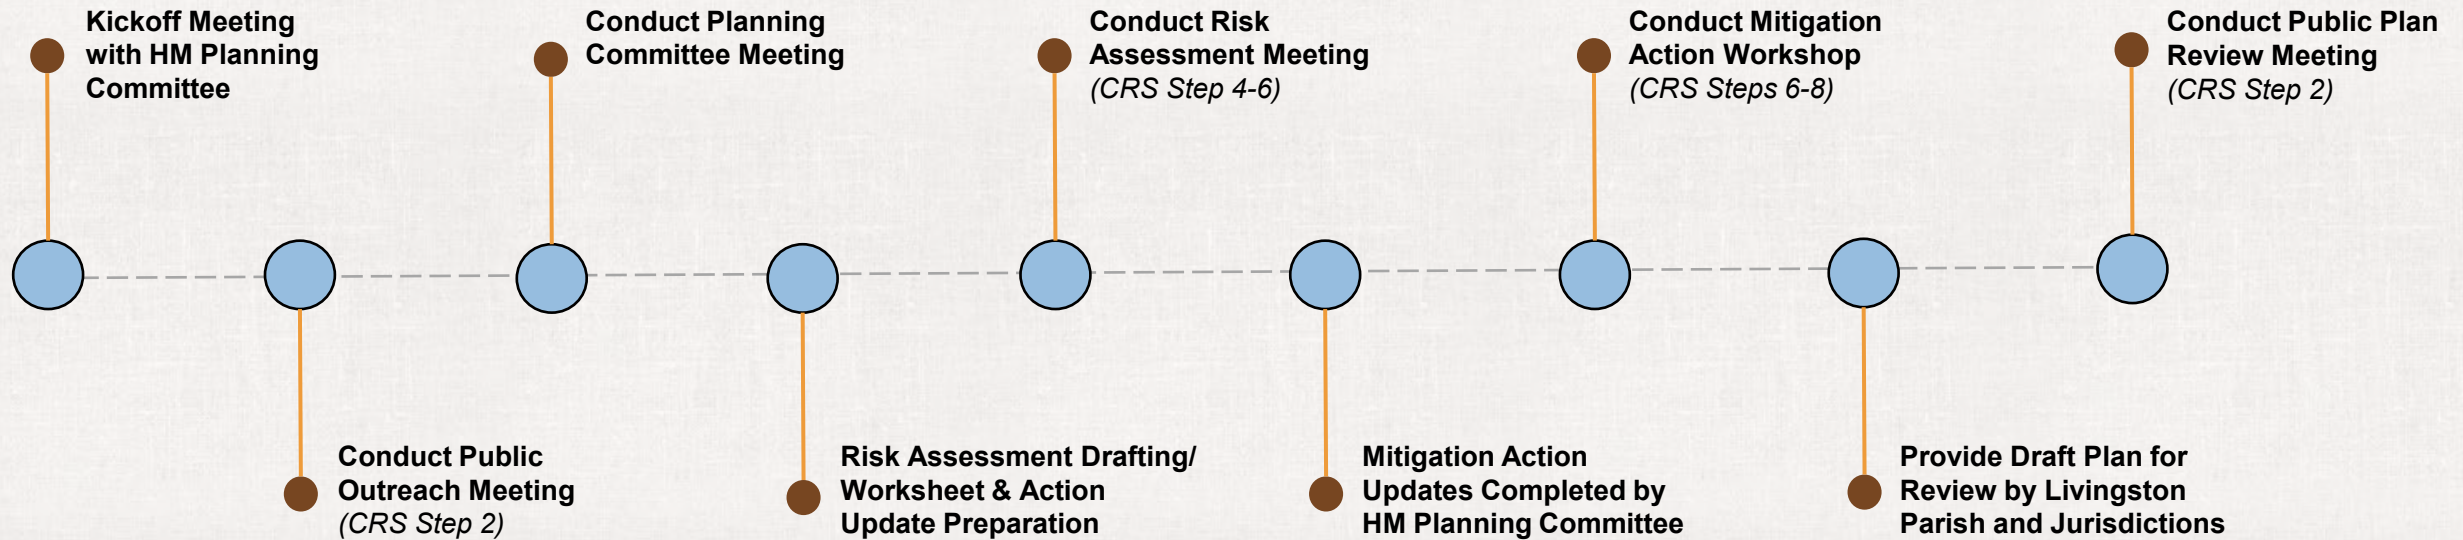 Kickoff Meeting
with HM Planning
Committee
Conduct Public
Outreach Meeting
(CRS Step 2)
Conduct Planning
Committee Meeting
Risk Assessment Drafting/
Worksheet & Action
Update Preparation
Conduct Risk
Assessment Meeting
(CRS Step 4-6)
Mitigation Action
Updates Completed by
HM Planning Committee
Conduct Mitigation
Action Workshop
(CRS Steps 6-8)
Provide Draft Plan for
Review by Livingston
Parish and Jurisdictions
Conduct Public Plan
Review Meeting
(CRS Step 2)